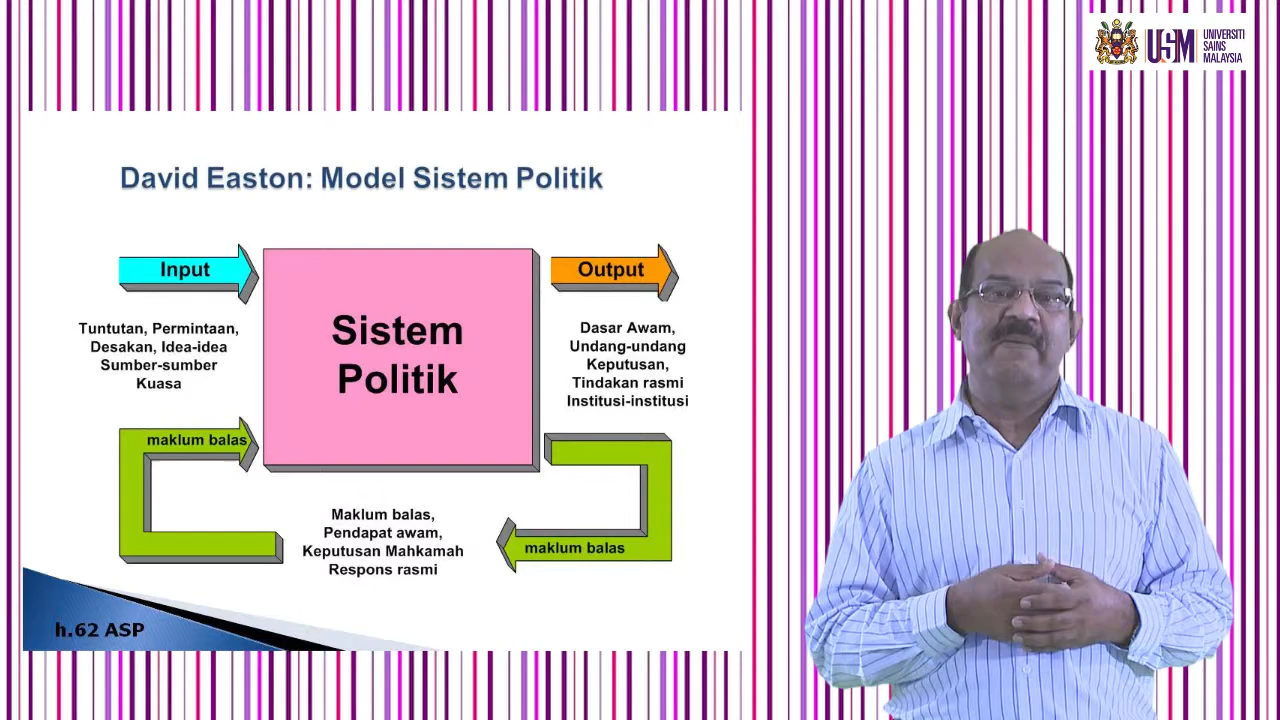 USM
UNIVERSITI
SAINS
MALAYSIA
David Easton: Model Sistem Politik
Input
Output
Sistem
Politik
Tuntutan, Permintaan,
Desakan, Idea-idea
Sumber-sumber
Kuasa
Dasar Awam,
Undang-undang
Keputusan,
Tindakan rasmi
Institusi-institusi
maklum balas
Maklum balas,
Pendapat awam,
Keputusan Mahkamah
Respons rasmi
maklum balas
h.62 ASP